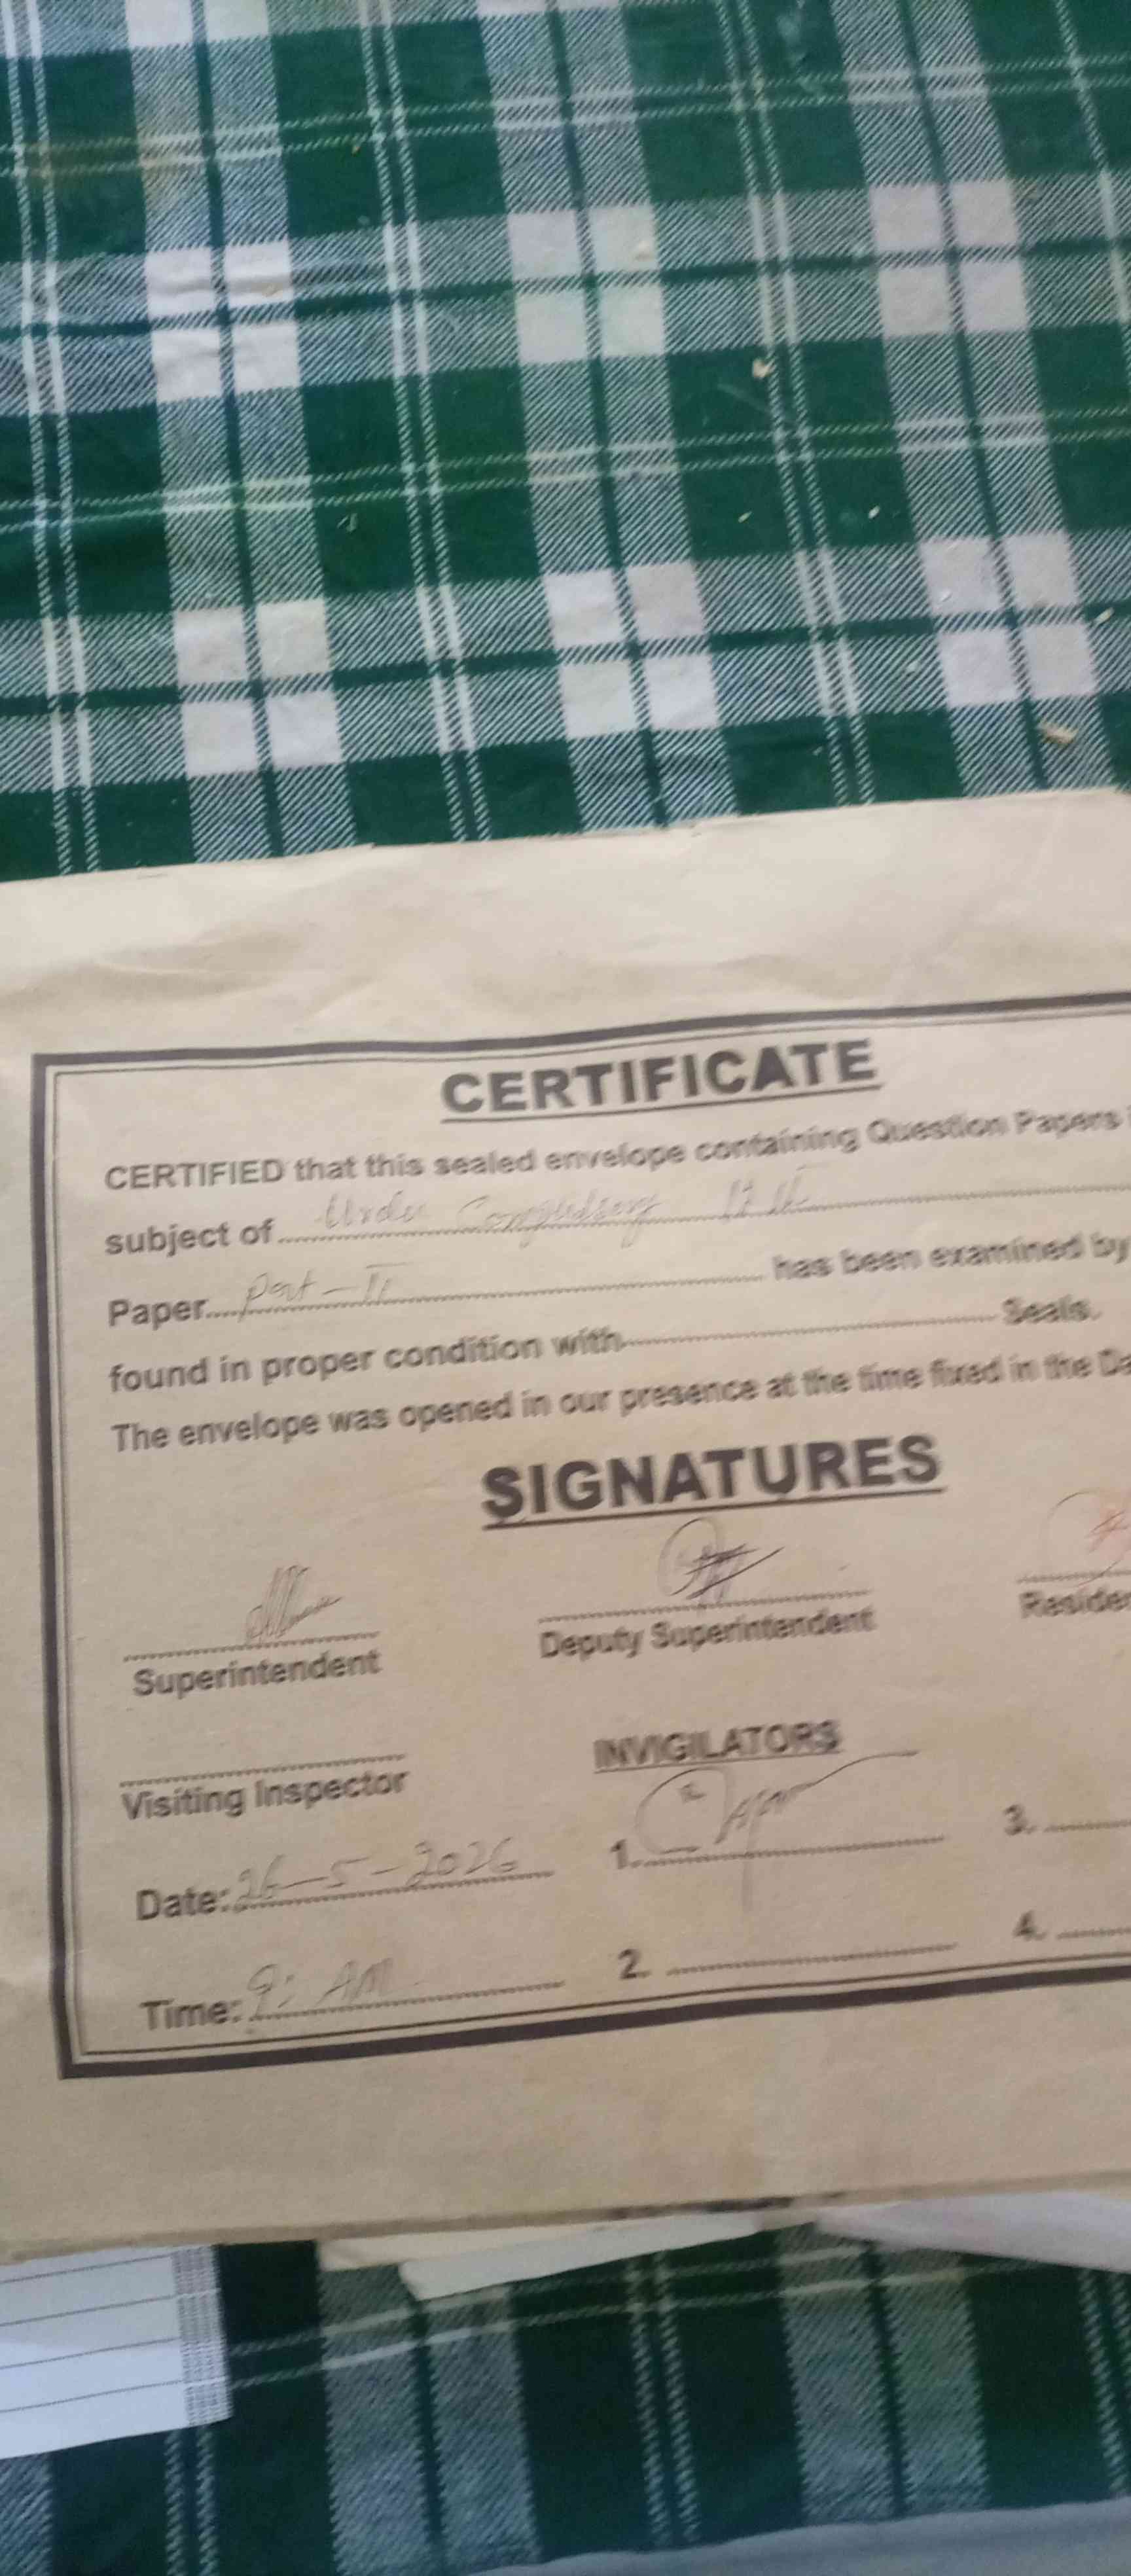 CERTIFICATE
CERTIFIED that this sealed envelope containing Question Papers
subject of Urdu Compulsory
Paper Part-II has been examined by
found in proper condition with Seals.
The envelope was opened in our presence at the time fixed in the Da
SIGNATURES
Superintendent Deputy Superintendent Residen
INVIGILATORS
Visiting Inspector
1. 3.
Date: 26-5-2026
2. 4.
Time: 9: AM